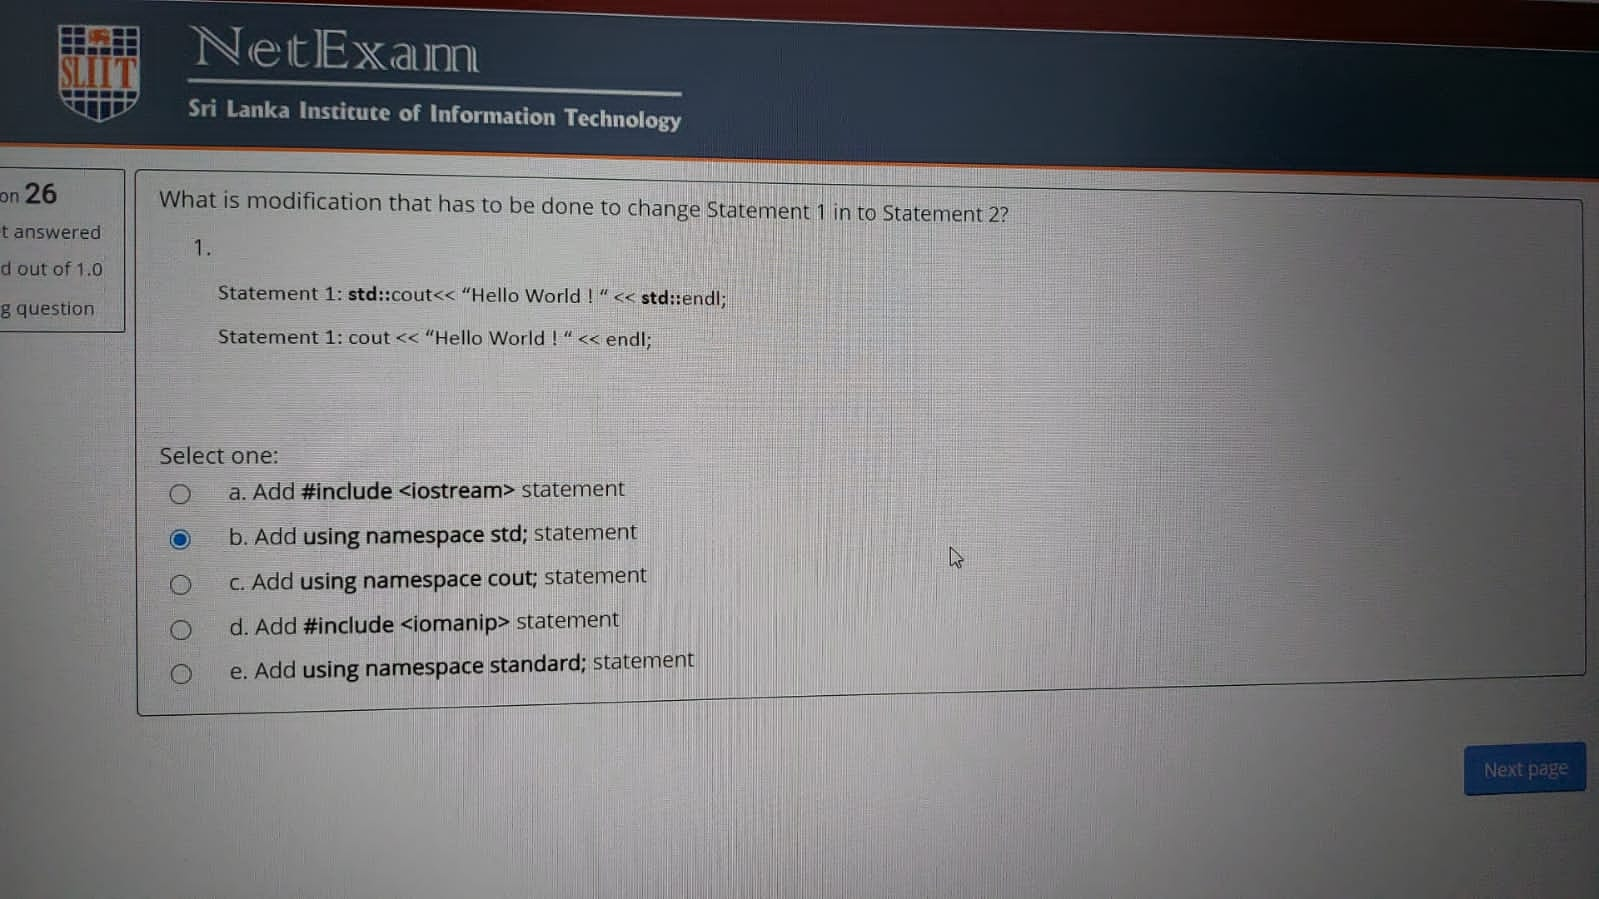 SLIIT
NetExam
Sri Lanka Institute of Information Technology
on 26
t answered
d out of 1.0
g question
What is modification that has to be done to change Statement 1 in to Statement 2?
1.
Statement 1: std::cout<< “Hello World ! “ << std::endl;
Statement 1: cout << “Hello World ! “ << endl;
Select one:
a. Add #include <iostream> statement
b. Add using namespace std; statement
c. Add using namespace cout; statement
d. Add #include <iomanip> statement
e. Add using namespace standard; statement
Next page